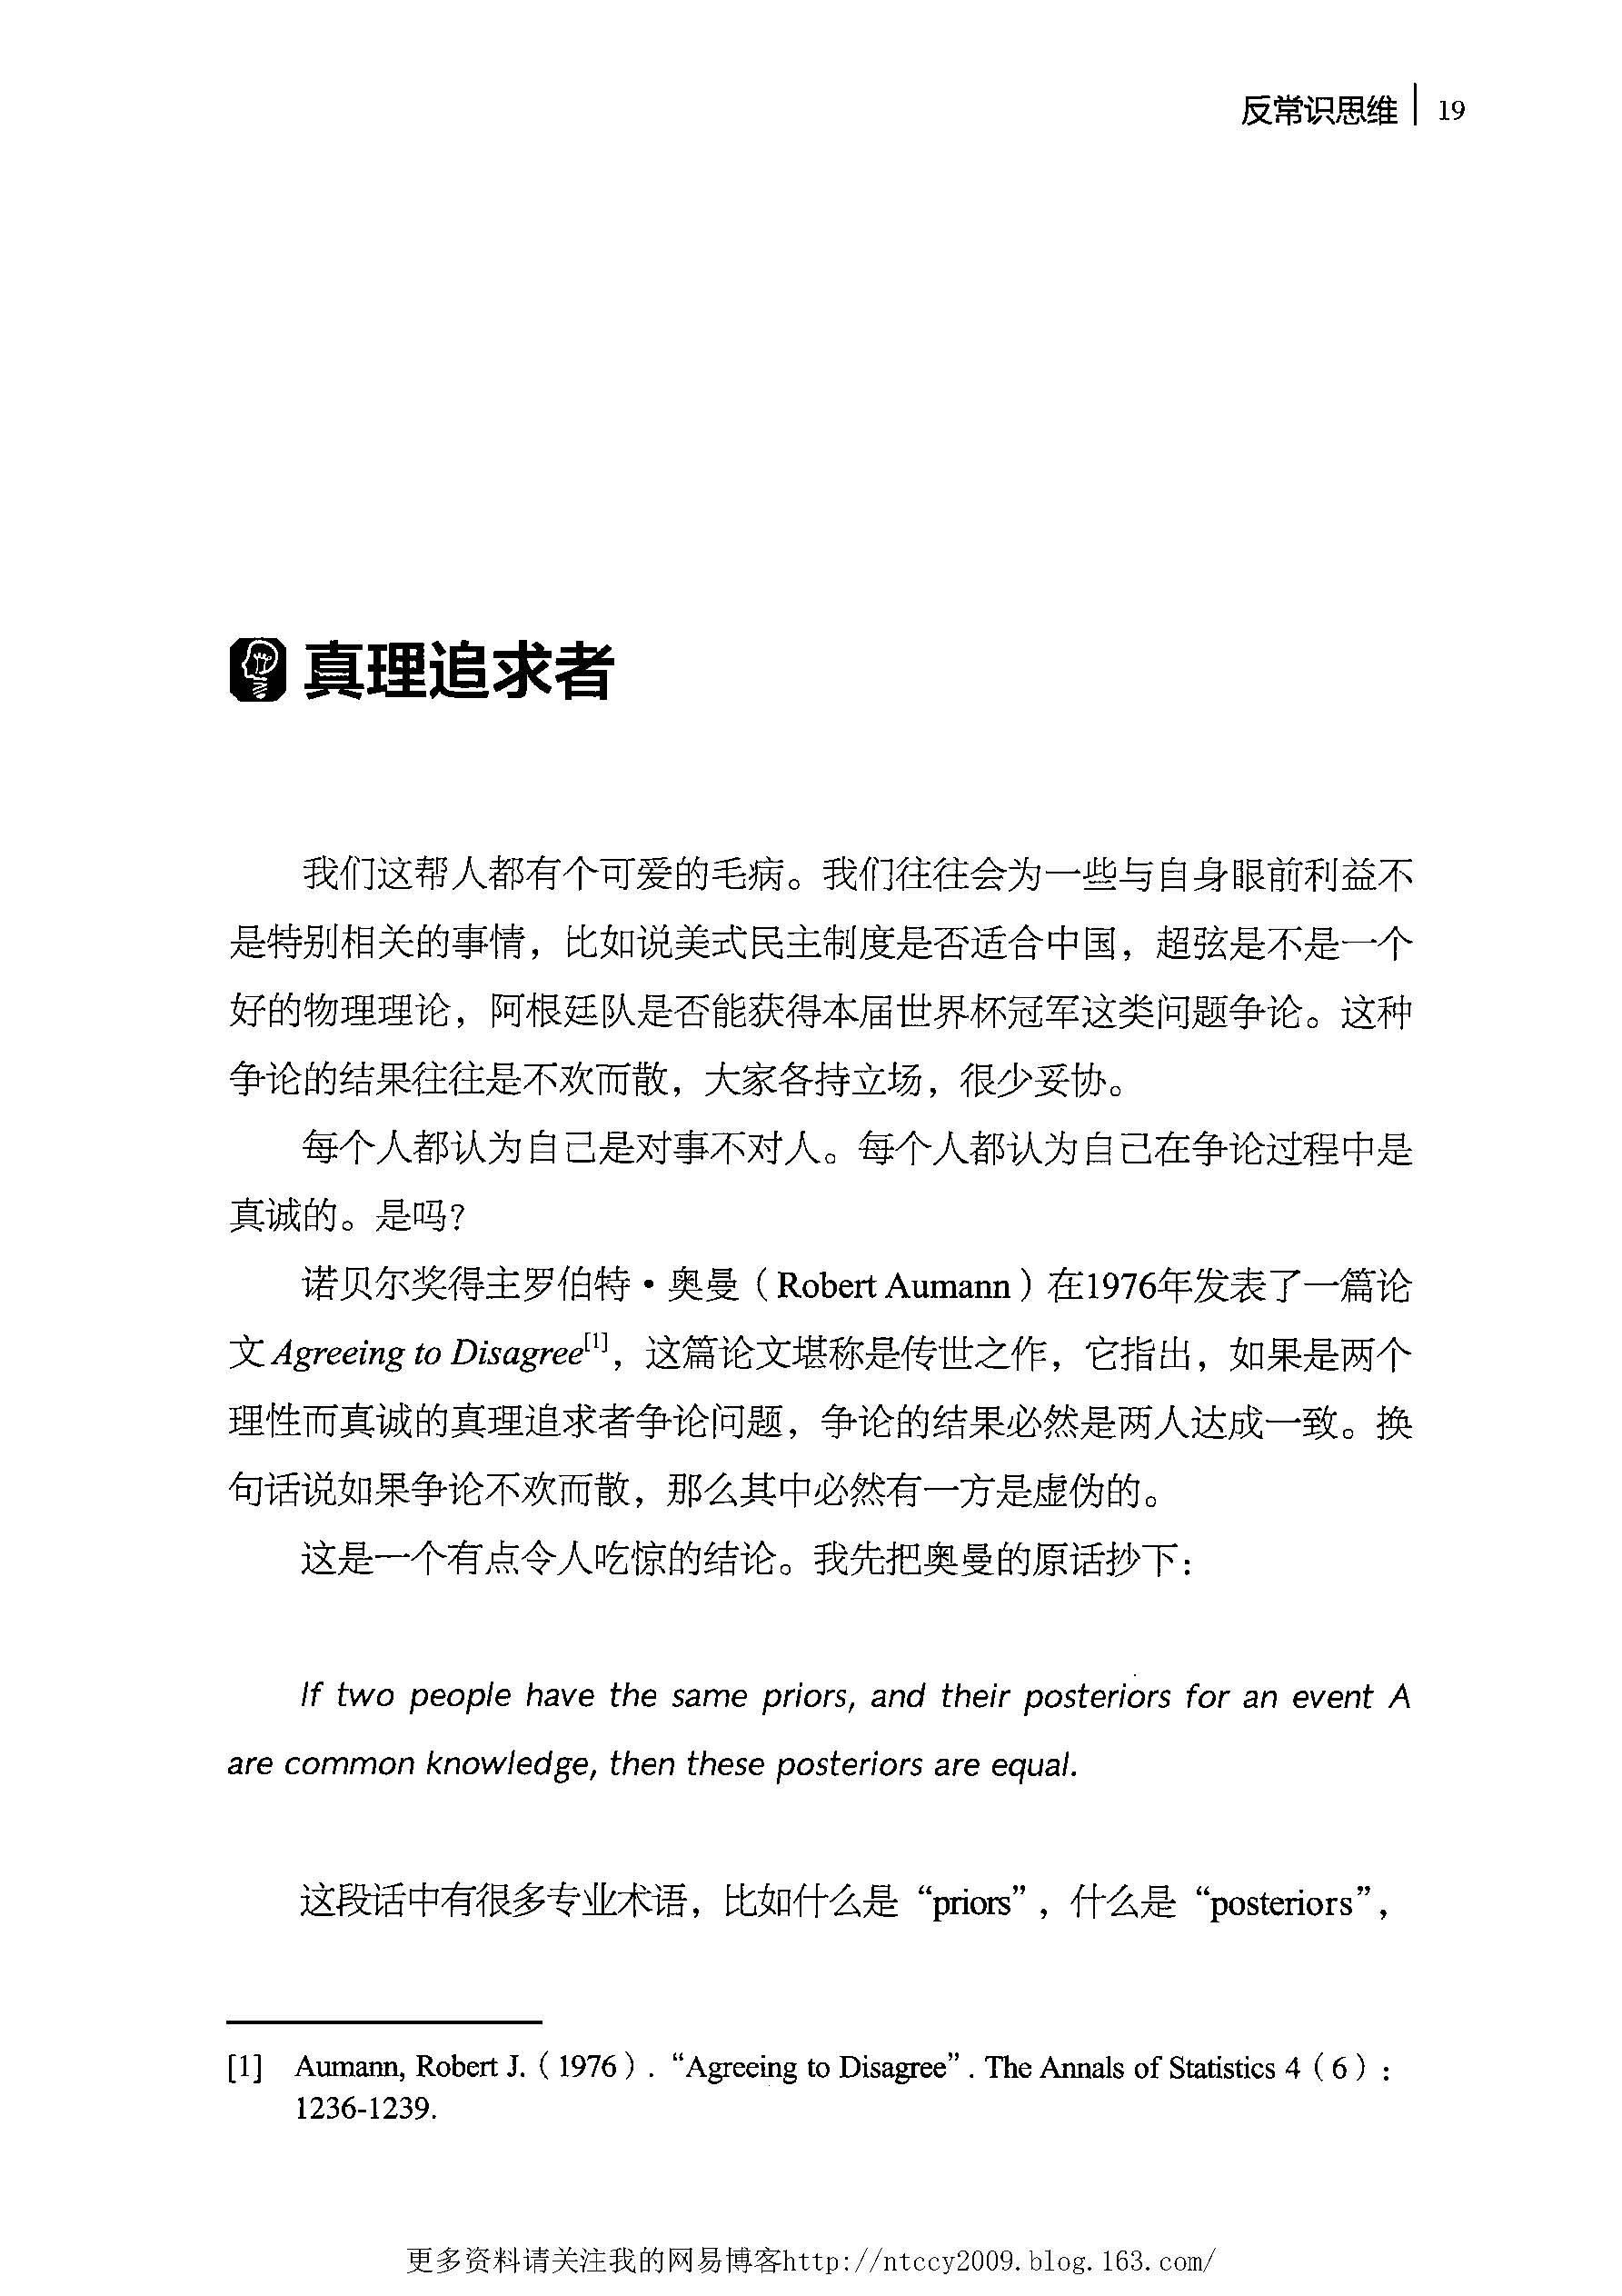 反常识思维 19
真理追求者
我们这帮人都有个可爱的毛病。我们往往会为一些与自身眼前利益不
是特别相关的事情，比如说美式民主制度是否适合中国，超弦是不是一个
好的物理理论，阿根廷队是否能获得本届世界杯冠军这类问题争论。这种
争论的结果往往是不欢而散，大家各持立场，很少妥协。
每个人都认为自己是对事不对人。每个人都认为自己在争论过程中是
真诚的。是吗？
诺贝尔奖得主罗伯特·奥曼（Robert Aumann）在1976年发表了一篇论
文 Agreeing to Disagree[1]，这篇论文堪称是传世之作，它指出，如果是两个
理性而真诚的真理追求者争论问题，争论的结果必然是两人达成一致。换
句话说如果争论不欢而散，那么其中必然有一方是虚伪的。
这是一个有点令人吃惊的结论。我先把奥曼的原话抄下：
If two people have the same priors, and their posteriors for an event A
are common knowledge, then these posteriors are equal.
这段话中有很多专业术语，比如什么是“priors”，什么是“posteriors”，
[1] Aumann, Robert J.（1976）. “Agreeing to Disagree”. The Annals of Statistics 4（6）:
1236-1239.
更多资料请关注我的网易博客http://ntccy2009.blog.163.com/